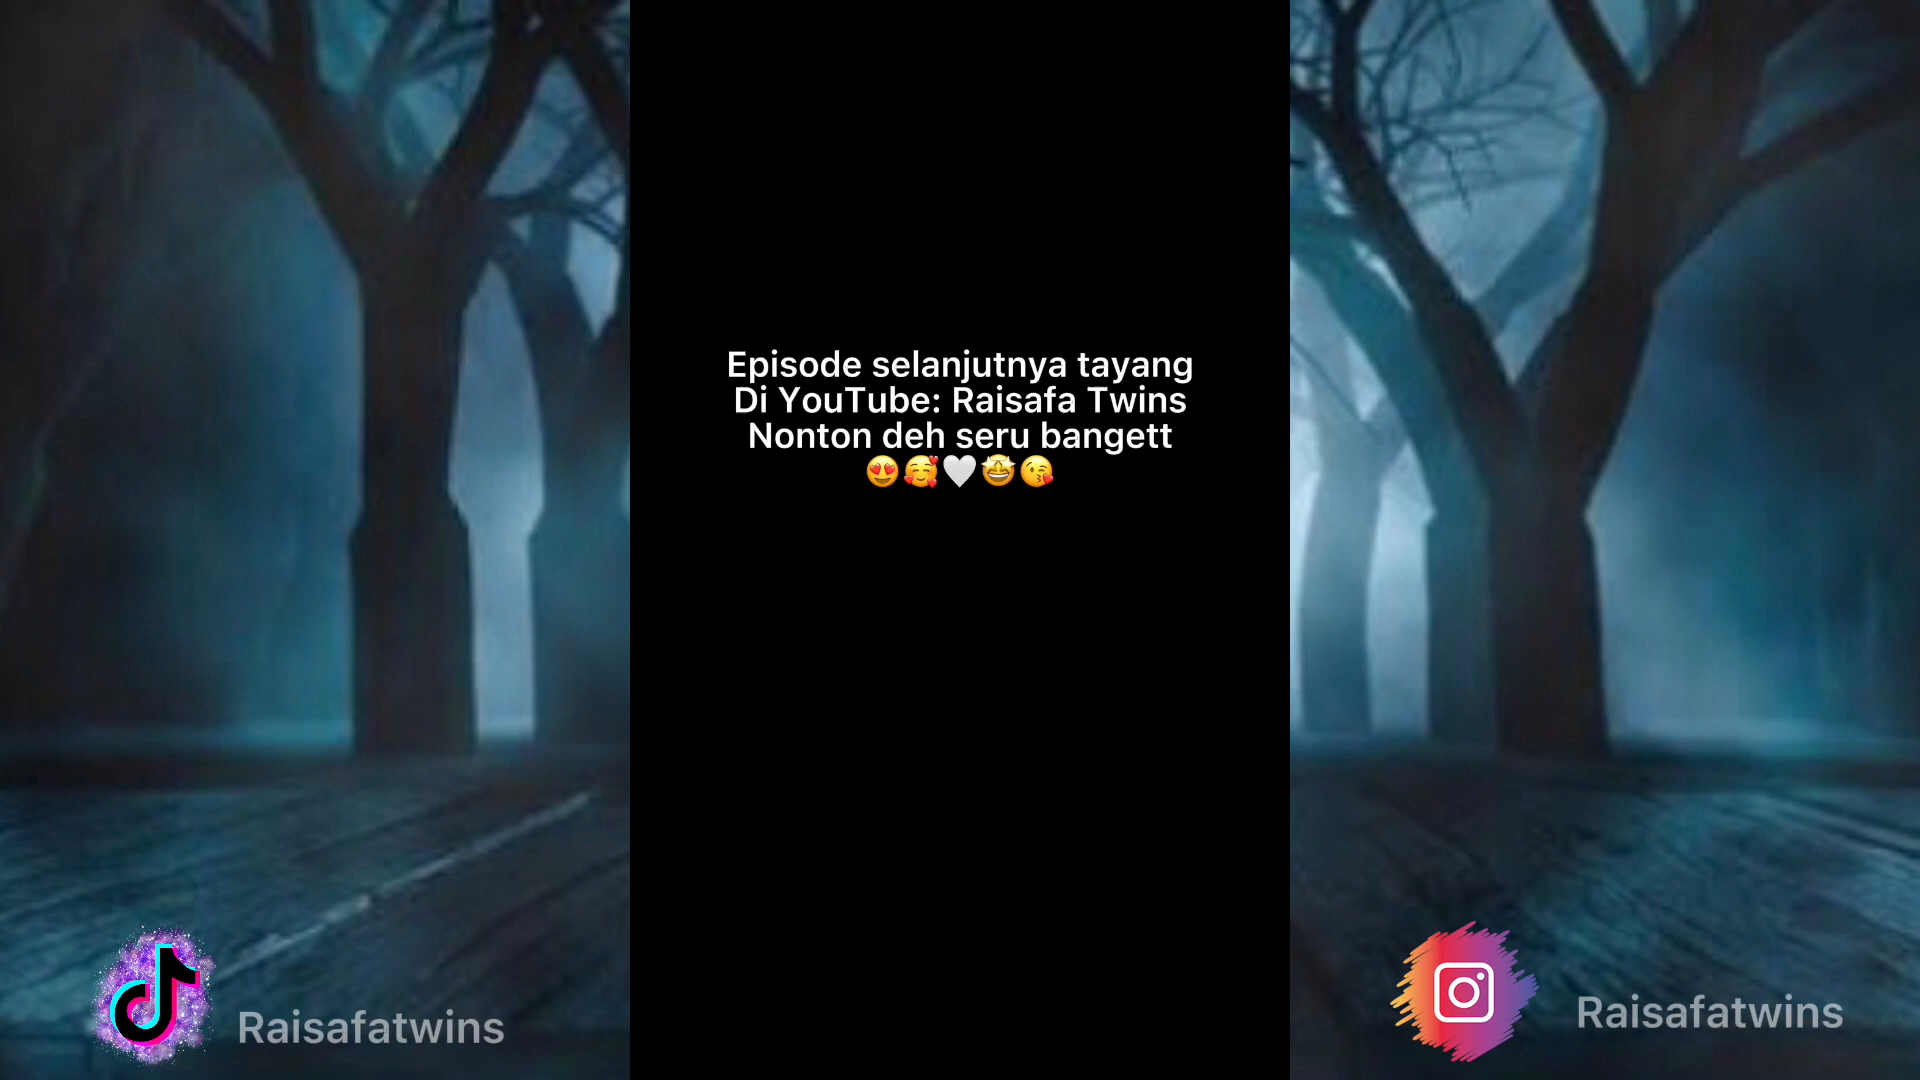 Episode selanjutnya tayang
Di YouTube: Raisafa Twins
Nonton deh seru bangett
😍🥰🤍🤩😘
Raisafatwins
Raisafatwins